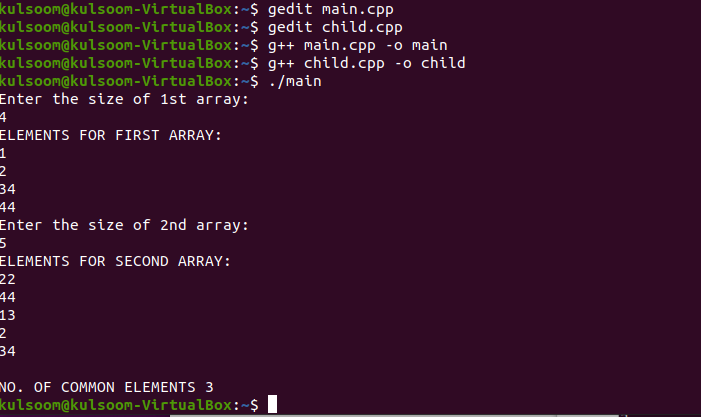 kulsoom@kulsoom-VirtualBox:~$ gedit main.cpp
kulsoom@kulsoom-VirtualBox:~$ gedit child.cpp
kulsoom@kulsoom-VirtualBox:~$ g++ main.cpp -o main
kulsoom@kulsoom-VirtualBox:~$ g++ child.cpp -o child
kulsoom@kulsoom-VirtualBox:~$ ./main
Enter the size of 1st array:
4
ELEMENTS FOR FIRST ARRAY:
1
2
34
44
Enter the size of 2nd array:
5
ELEMENTS FOR SECOND ARRAY:
22
44
13
2
34
NO. OF COMMON ELEMENTS 3
kulsoom@kulsoom-VirtualBox:~$